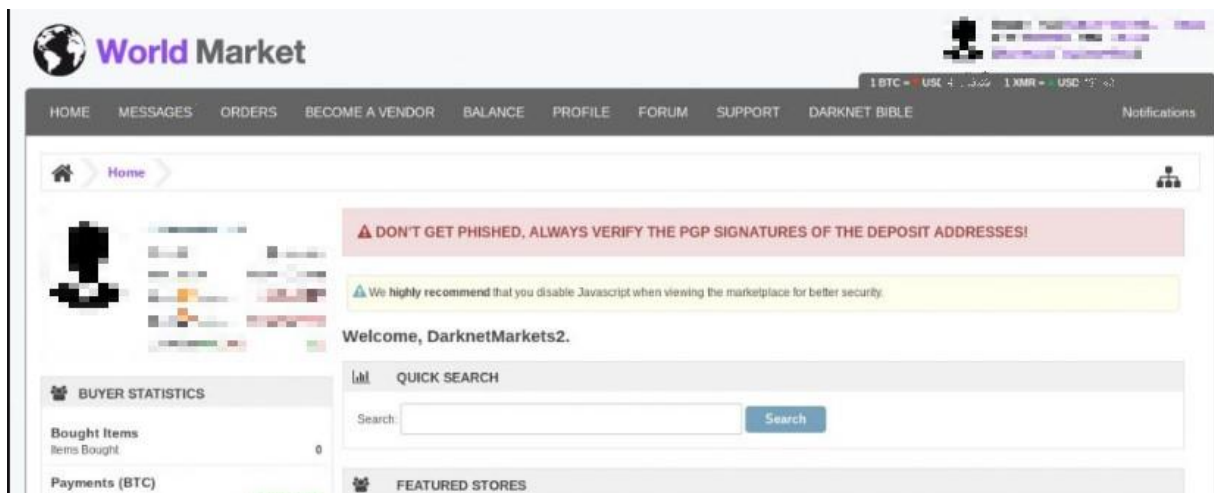 World Market
1 BTC = USD 1 XMR = USD
HOME MESSAGES ORDERS BECOME A VENDOR BALANCE PROFILE FORUM SUPPORT DARKNET BIBLE Notifications
Home
DON'T GET PHISHED, ALWAYS VERIFY THE PGP SIGNATURES OF THE DEPOSIT ADDRESSES!
We highly recommend that you disable Javascript when viewing the marketplace for better security.
Welcome, DarknetMarkets2.
QUICK SEARCH
BUYER STATISTICS
Search: Search
Bought Items
Items Bought 0
Payments (BTC)
FEATURED STORES